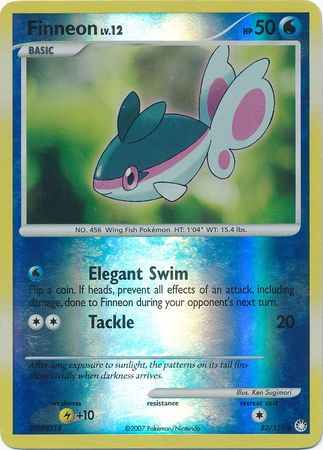 Finneon LV.12 HP 50
BASIC
NO. 456 Wing Fish Pokémon HT: 1'04" WT: 15.4 lbs.
Elegant Swim
Flip a coin. If heads, prevent all effects of an attack, including
damage, done to Finneon during your opponent's next turn.
Tackle 20
After long exposure to sunlight, the patterns on its tail fins
shine vividly when darkness arrives.
Illus. Ken Sugimori
weakness resistance retreat cost
+10
©2007 Pokémon/Nintendo 83/123